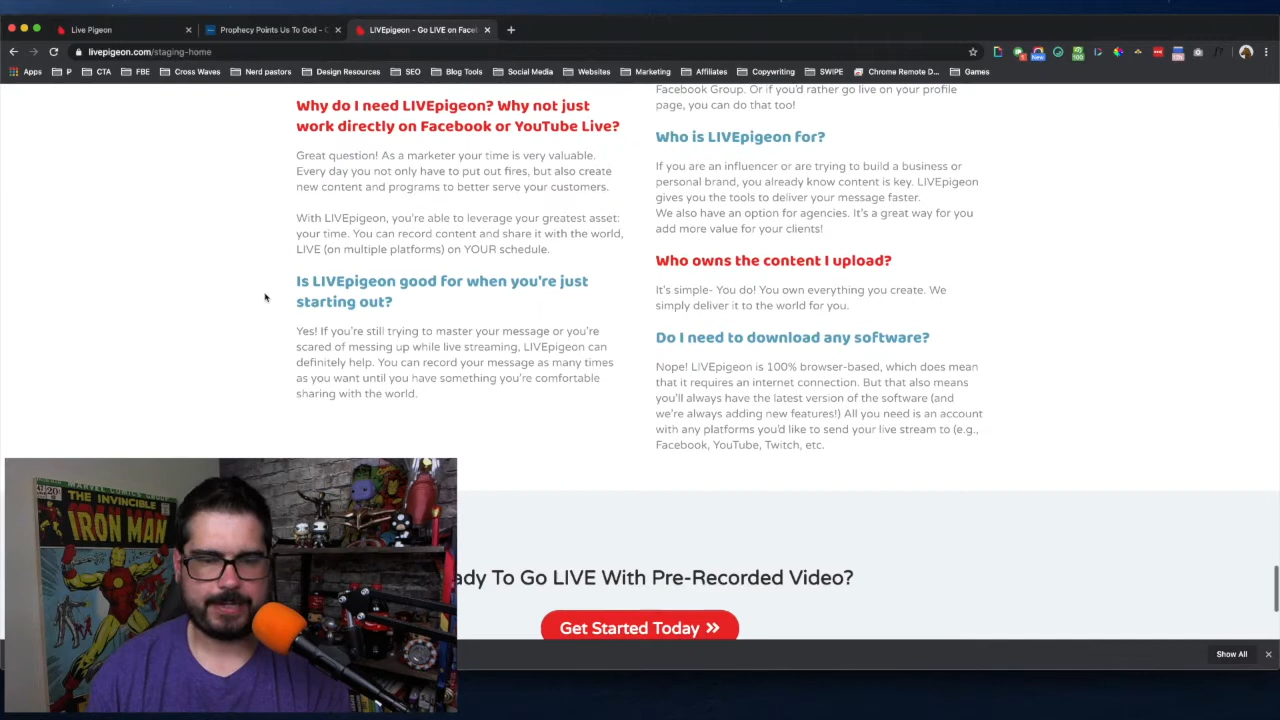 Live Pigeon
Prophecy Points Us To God - C
LIVEpigeon - Go LIVE on Facel
livepigeon.com/staging-home
Apps
P
CTA
FBE
Cross Waves
Nerd pastors
Design Resources
SEO
Blog Tools
Social Media
Websites
Marketing
Affiliates
Copywriting
SWIPE
Chrome Remote D...
Games
Why do I need LIVEpigeon? Why not just
work directly on Facebook or YouTube Live?
Great question! As a marketer your time is very valuable.
Every day you not only have to put out fires, but also create
new content and programs to better serve your customers.
With LIVEpigeon, you're able to leverage your greatest asset:
your time. You can record content and share it with the world,
LIVE (on multiple platforms) on YOUR schedule.
Is LIVEpigeon good for when you're just
starting out?
Yes! If you're still trying to master your message or you're
scared of messing up while live streaming, LIVEpigeon can
definitely help. You can record your message as many times
as you want until you have something you're comfortable
sharing with the world.
Facebook Group. Or if you'd rather go live on your profile
page, you can do that too!
Who is LIVEpigeon for?
If you are an influencer or are trying to build a business or
personal brand, you already know content is key. LIVEpigeon
gives you the tools to deliver your message faster.
We also have an option for agencies. It's a great way for you
add more value for your clients!
Who owns the content I upload?
It's simple- You do! You own everything you create. We
simply deliver it to the world for you.
Do I need to download any software?
Nope! LIVEpigeon is 100% browser-based, which does mean
that it requires an internet connection. But that also means
you'll always have the latest version of the software (and
we're always adding new features!) All you need is an account
with any platforms you'd like to send your live stream to (e.g.,
Facebook, YouTube, Twitch, etc.
ady To Go LIVE With Pre-Recorded Video?
Get Started Today
Show All
MARVEL COMICS GROUP
THE INVINCIBLE
IRON MAN